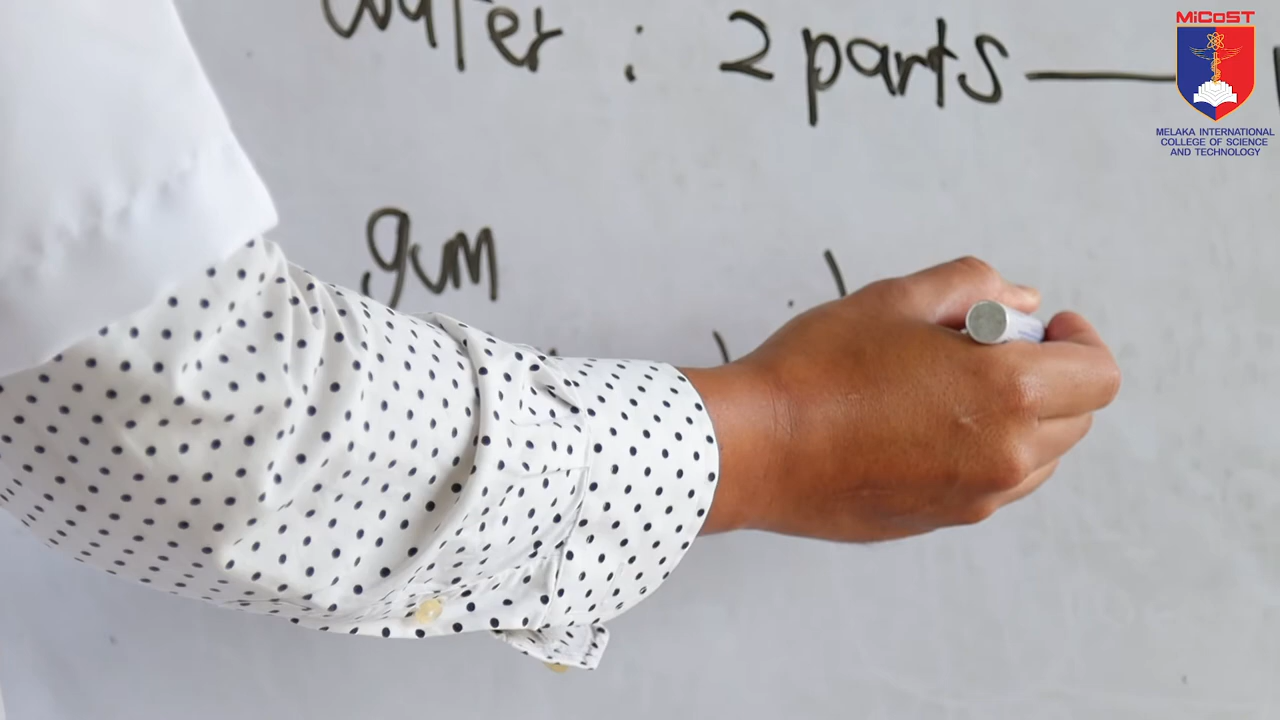 water : 2 parts —
gum :
MiCoST
MELAKA INTERNATIONAL
COLLEGE OF SCIENCE
AND TECHNOLOGY